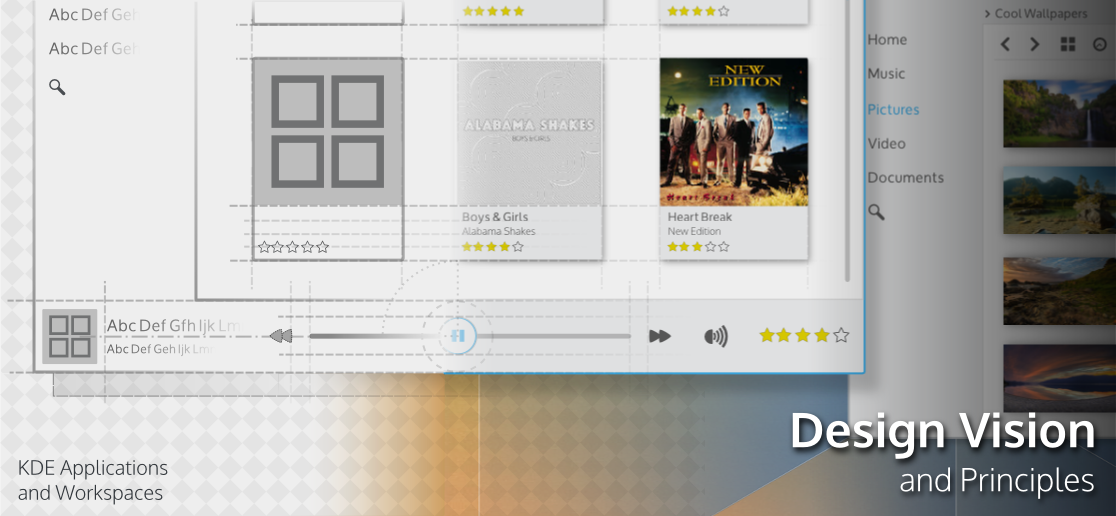 Abc Def Geh
Abc Def Geh
NEW
EDITION
ALABAMA SHAKES
BOYS & GIRLS
Heart Break
Boys & Girls
Alabama Shakes
Heart Break
New Edition
Abc Def Gfh Ijk Lm
Abc Def Geh Ijk Lm
Cool Wallpapers
Home
Music
Pictures
Video
Documents
Design Vision
and Principles
KDE Applications
and Workspaces